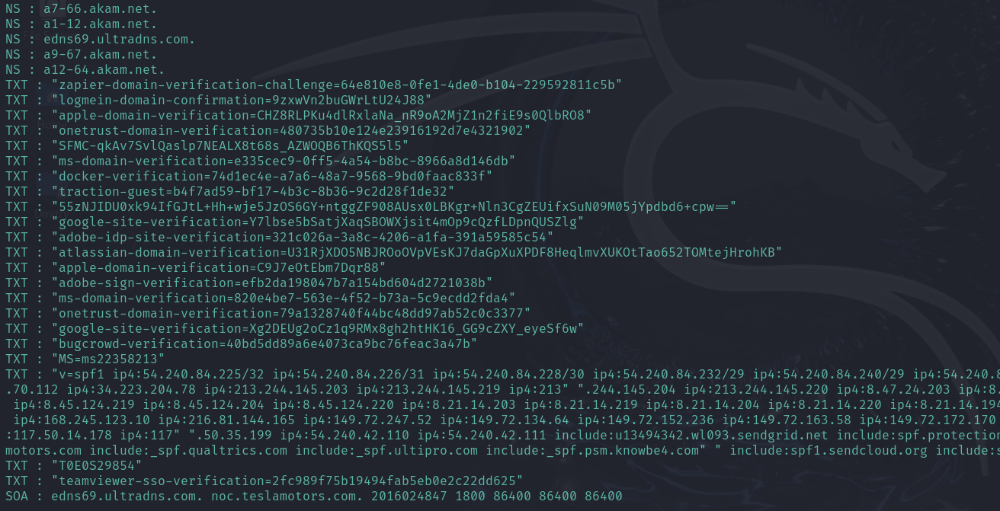 NS : a7-66.akam.net.
NS : a1-12.akam.net.
NS : edns69.ultradns.com.
NS : a9-67.akam.net.
NS : a12-64.akam.net.
TXT : "zapier-domain-verification-challenge=64e810e8-0fe1-4de0-b104-229592811c5b"
TXT : "logmein-domain-confirmation=9zxwVn2buGWrLtU24J88"
TXT : "apple-domain-verification=CHZ8RLPKu4dlRxlaNa_nR9oA2MjZ1n2fiE9s0QlbRO8"
TXT : "onetrust-domain-verification=480735b10e124e23916192d7e4321902"
TXT : "SFMC-qkAv7SvlQaslp7NEALX8t68s_AZWOQB6ThKQS5l5"
TXT : "ms-domain-verification=e335cec9-0ff5-4a54-b8bc-8966a8d146db"
TXT : "docker-verification=74d1ec4e-a7a6-48a7-9568-9bd0faac833f"
TXT : "traction-guest=b4f7ad59-bf17-4b3c-8b36-9c2d28f1de32"
TXT : "55zNJIDU0xk94IfGJtL+Hh+wje5JzOS6GY+ntggZF908AUsx0LBKgr+Nln3CgZEUifxSuN09M05jYpdbd6+cpw=="
TXT : "google-site-verification=Y7lbse5bSatjXaqSBOWXjsit4mOp9cQzfLDpnQUSZlg"
TXT : "adobe-idp-site-verification=321c026a-3a8c-4206-a1fa-391a59585c54"
TXT : "atlassian-domain-verification=U31RjXDO5NBJROoOVpVEsKJ7daGpXuXPDF8HeqlmvXUKOtTao652TOMtejHrohKB"
TXT : "apple-domain-verification=C9J7eOtEbm7Dqr88"
TXT : "adobe-sign-verification=efb2da198047b7a154bd604d2721038b"
TXT : "ms-domain-verification=820e4be7-563e-4f52-b73a-5c9ecdd2fda4"
TXT : "onetrust-domain-verification=79a1328740f44bc48dd97ab52c0c3377"
TXT : "google-site-verification=Xg2DEUg2oCz1q9RMx8gh2htHK16_GG9cZXY_eyeSf6w"
TXT : "bugcrowd-verification=40bd5dd89a6e4073ca9bc76feac3a47b"
TXT : "MS=ms22358213"
TXT : "v=spf1 ip4:54.240.84.225/32 ip4:54.240.84.226/31 ip4:54.240.84.228/30 ip4:54.240.84.232/29 ip4:54.240.84.240/29 ip4:54.240.8
.70.112 ip4:34.223.204.78 ip4:213.244.145.203 ip4:213.244.145.219 ip4:213" ".244.145.204 ip4:213.244.145.220 ip4:8.47.24.203 ip4:8.
ip4:8.45.124.219 ip4:8.45.124.204 ip4:8.45.124.220 ip4:8.21.14.203 ip4:8.21.14.219 ip4:8.21.14.204 ip4:8.21.14.220 ip4:8.21.14.194
ip4:168.245.123.10 ip4:216.81.144.165 ip4:149.72.247.52 ip4:149.72.134.64 ip4:149.72.152.236 ip4:149.72.163.58 ip4:149.72.172.170
:117.50.14.178 ip4:117" ".50.35.199 ip4:54.240.42.110 ip4:54.240.42.111 include:u13494342.wl093.sendgrid.net include:spf.protection
motors.com include:_spf.qualtrics.com include:_spf.ultipro.com include:_spf.psm.knowbe4.com" " include:spf1.sendcloud.org include:s
TXT : "T0E0S29854"
TXT : "teamviewer-sso-verification=2fc989f75b19494fab5eb0e2c22dd625"
SOA : edns69.ultradns.com. noc.teslamotors.com. 2016024847 1800 86400 86400 86400